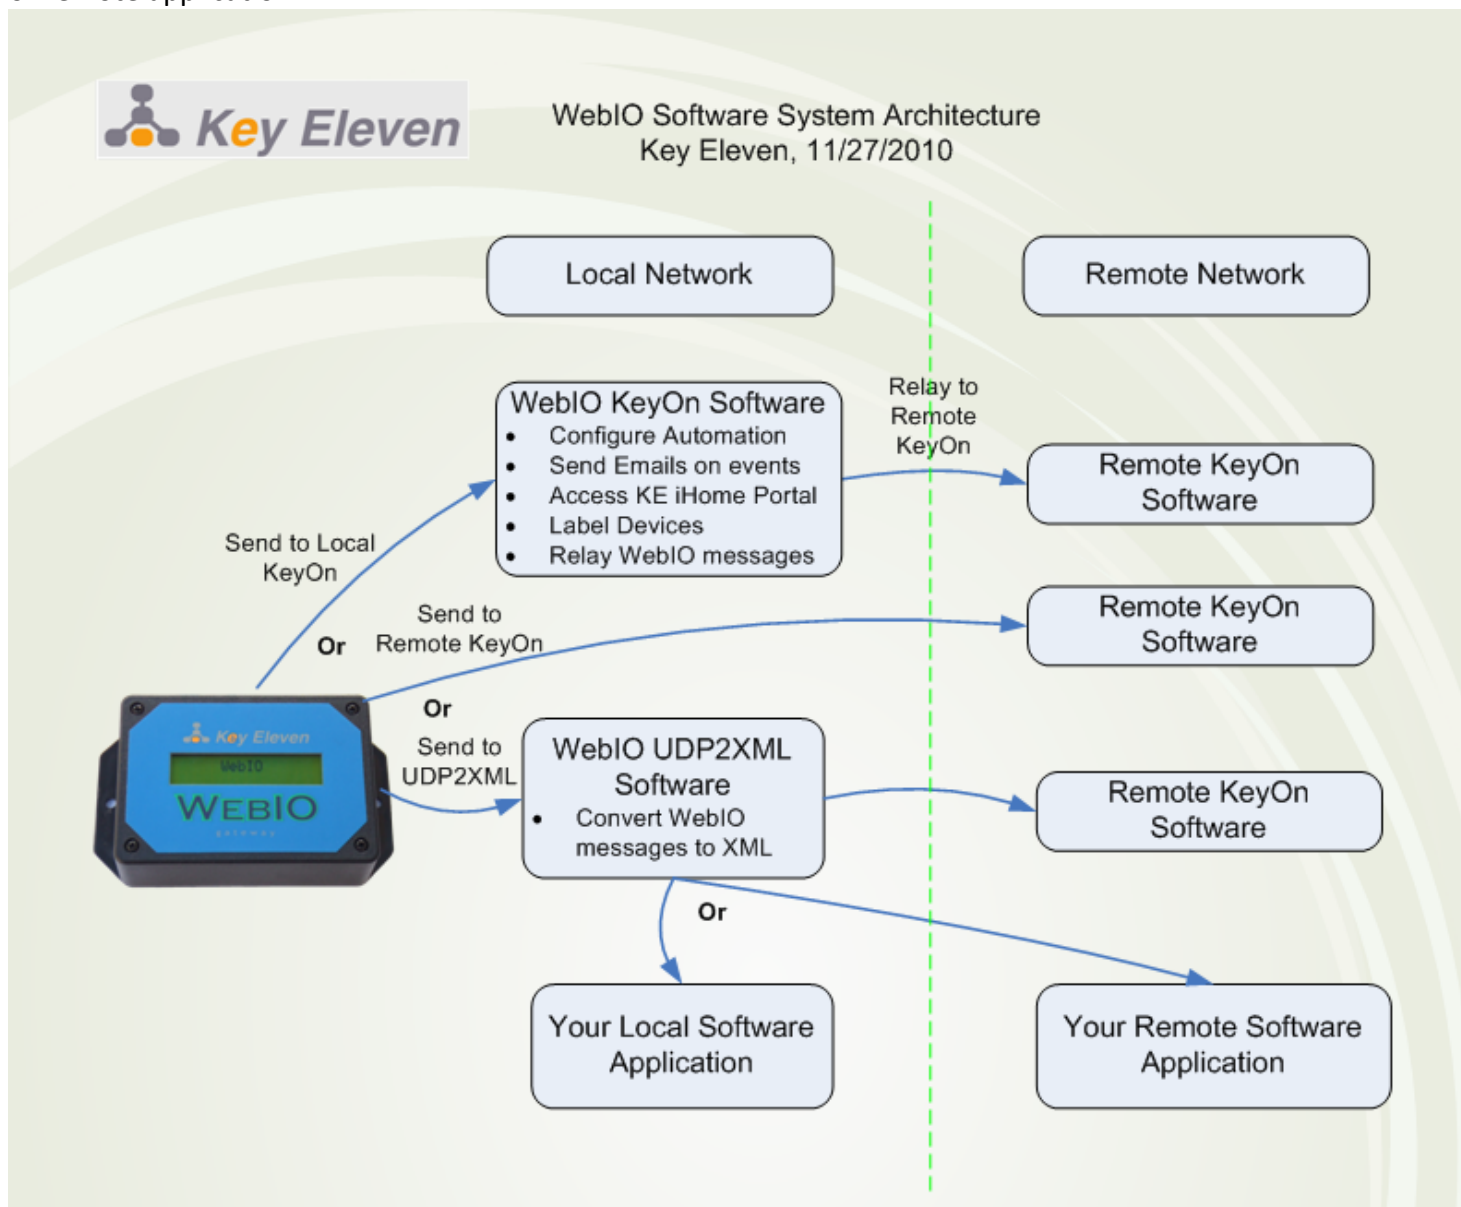 Key Eleven
WebIO Software System Architecture
Key Eleven, 11/27/2010
Local Network
Remote Network
WebIO KeyOn Software
• Configure Automation
• Send Emails on events
• Access KE iHome Portal
• Label Devices
• Relay WebIO messages
Relay to
Remote
KeyOn
Remote KeyOn
Software
Send to Local
KeyOn
Or
Send to
Remote KeyOn
Remote KeyOn
Software
Or
Send to
UDP2XML
Key Eleven
WebIO
WEBIO
gateway
WebIO UDP2XML
Software
• Convert WebIO
messages to XML
Remote KeyOn
Software
Or
Your Local Software
Application
Your Remote Software
Application